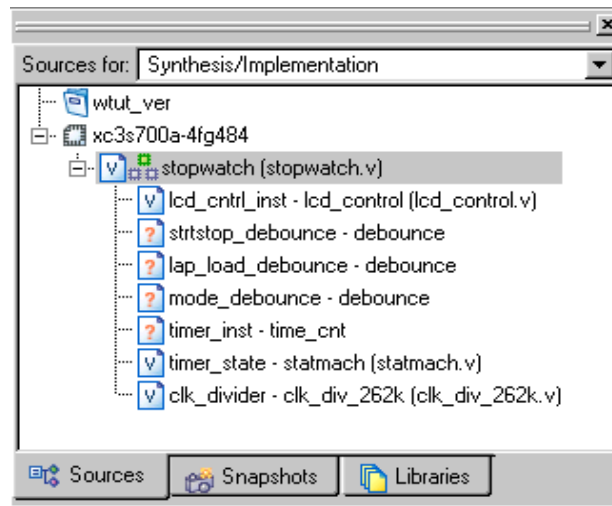 Sources for: Synthesis/Implementation
wtut_ver
xc3s700a-4fg484
stopwatch (stopwatch.v)
lcd_cntrl_inst - lcd_control (lcd_control.v)
strtstop_debounce - debounce
lap_load_debounce - debounce
mode_debounce - debounce
timer_inst - time_cnt
timer_state - statmach (statmach.v)
clk_divider - clk_div_262k (clk_div_262k.v)
Sources Snapshots Libraries